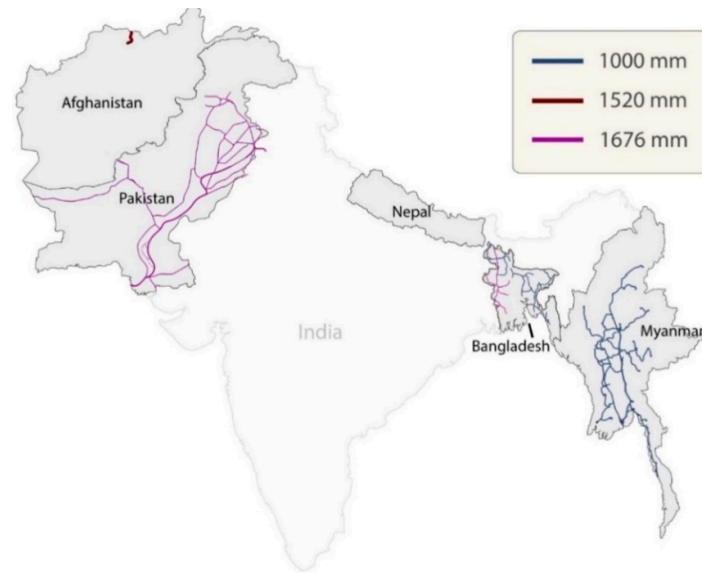 1000 mm
1520 mm
1676 mm
Afghanistan
Pakistan
Nepal
India
Bangladesh
Myanmar